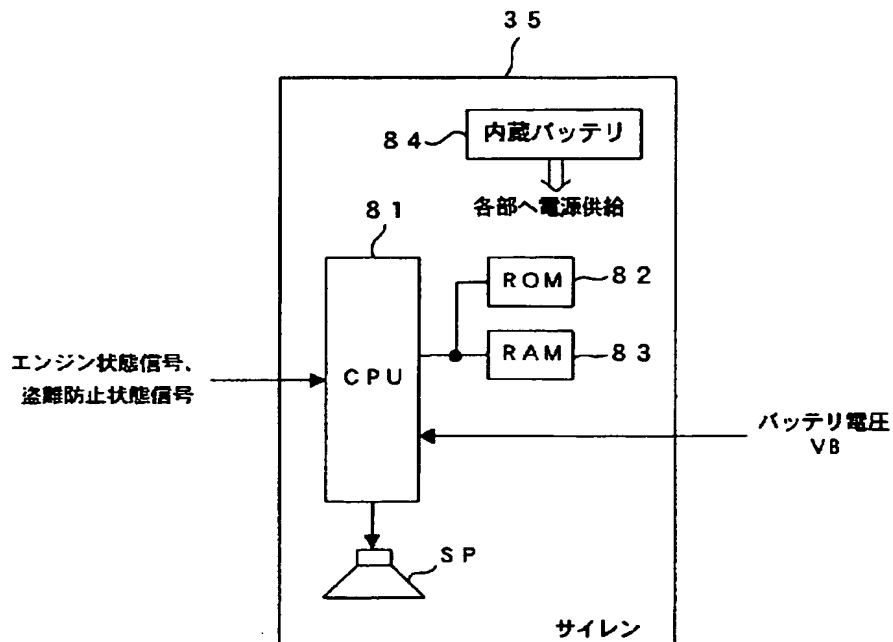 ３５
内蔵バッテリ
８４
各部へ電源供給
８１
ＲＯＭ
８２
ＲＡＭ
８３
エンジン状態信号、
盗難防止状態信号
ＣＰＵ
バッテリ電圧
ＶＢ
ＳＰ
サイレン